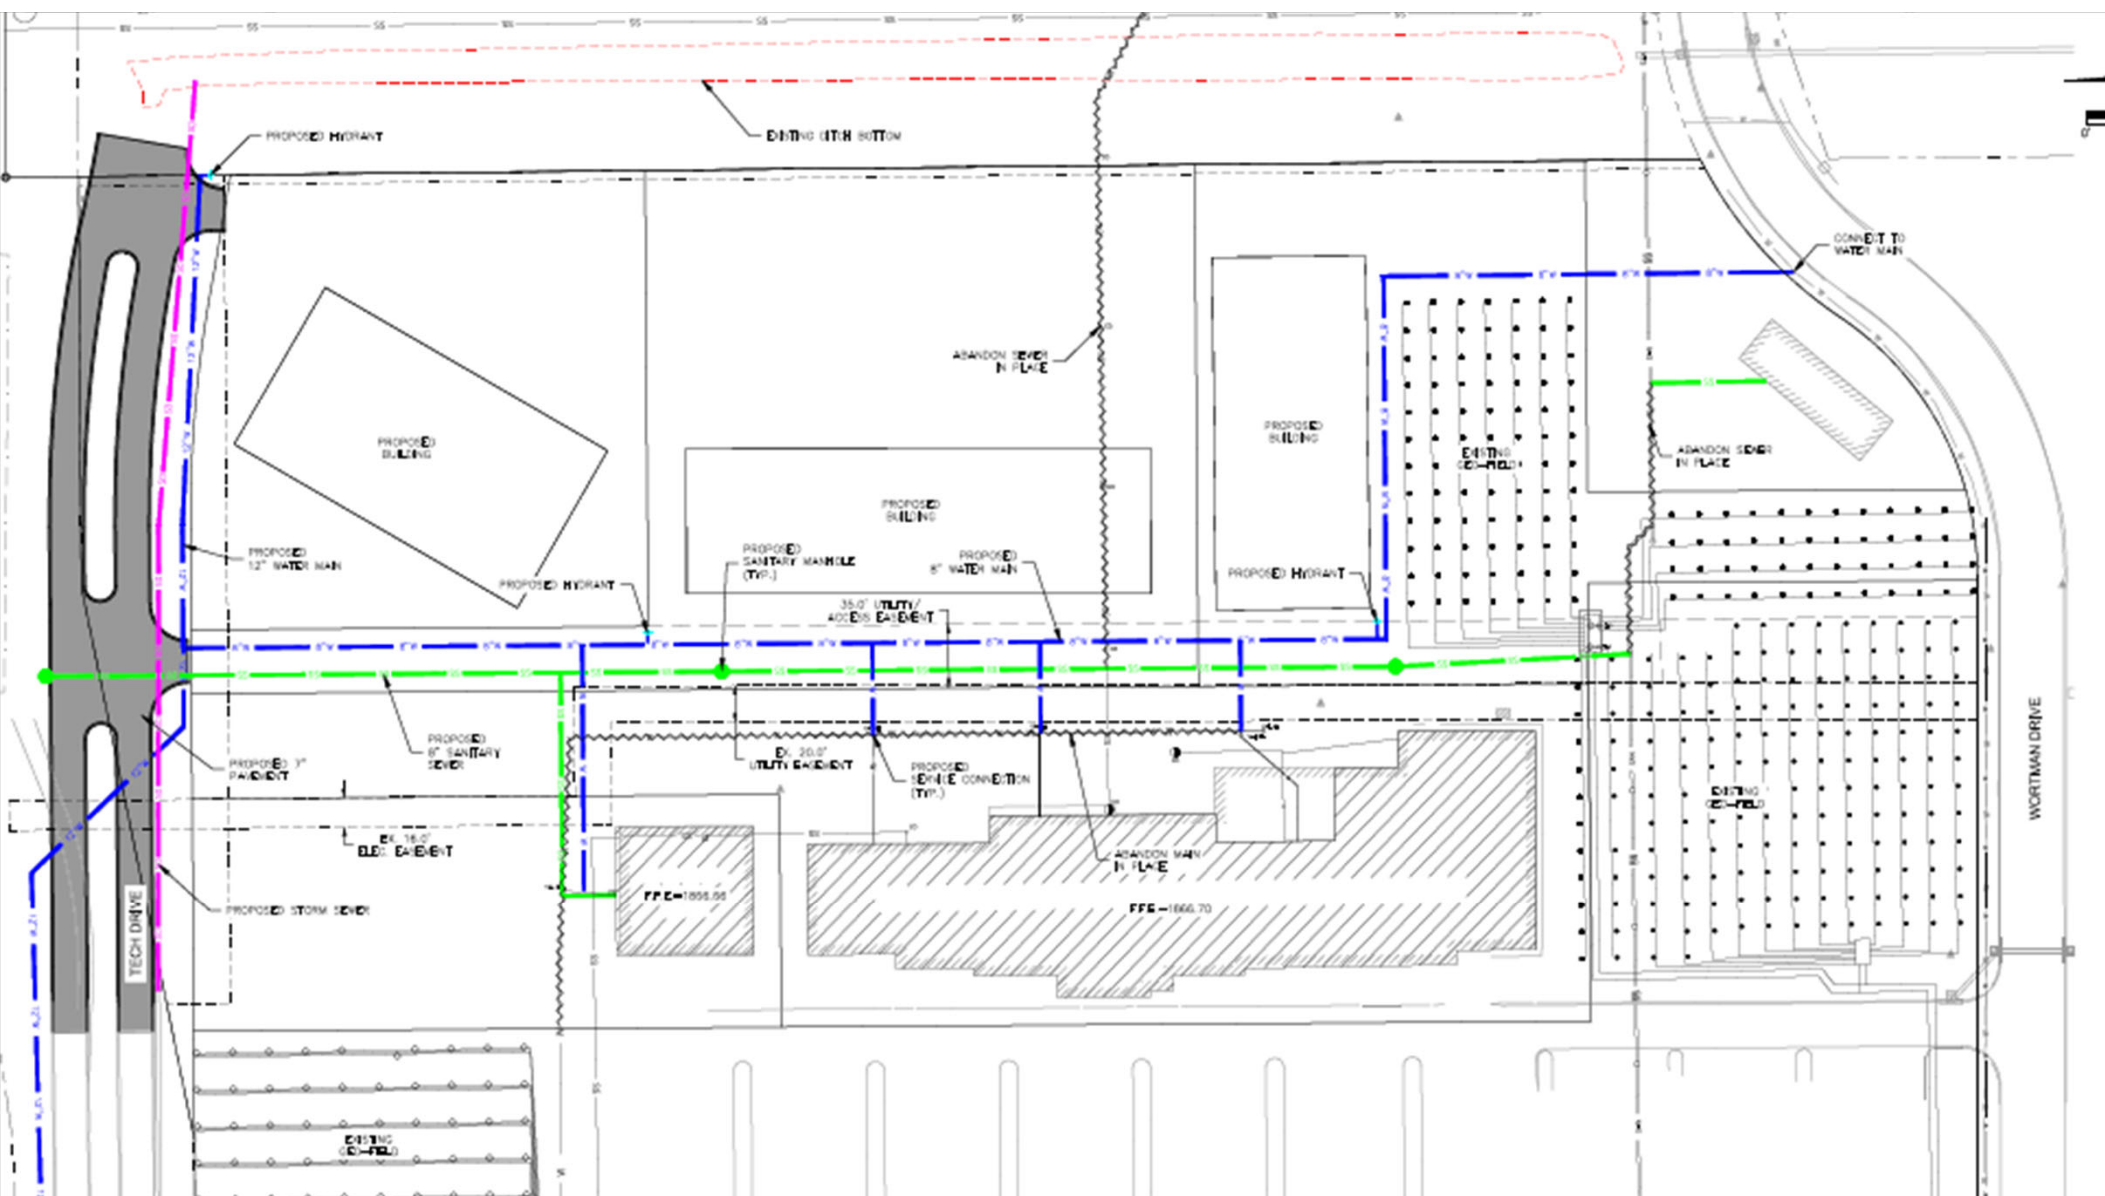 PROPOSED HYDRANT
EXISTING DITCH BOTTOM
CONNECT TO
WATER MAIN
ABANDON SEWER
IN PLACE
PROPOSED
BUILDING
PROPOSED
BUILDING
EXISTING
GEO-FIELD
ABANDON SEWER
IN PLACE
PROPOSED
BUILDING
PROPOSED
12" WATER MAIN
PROPOSED
SANITARY MANHOLE
(TYP.)
PROPOSED
8" WATER MAIN
PROPOSED HYDRANT
PROPOSED HYDRANT
35.0' UTILITY/
ACCESS EASEMENT
PROPOSED
8" SANITARY
SEWER
PROPOSED 7"
PAVEMENT
EX. 20.0'
UTILITY EASEMENT
PROPOSED
SERVICE CONNECTION
(TYP.)
EXISTING
GEO-FIELD
WORTMAN DRIVE
EX. 16.0'
ELEC. EASEMENT
ABANDON MAIN
IN PLACE
FFE=1866.70
PROPOSED STORM SEWER
TECH DRIVE
EXISTING
GEO-FIELD